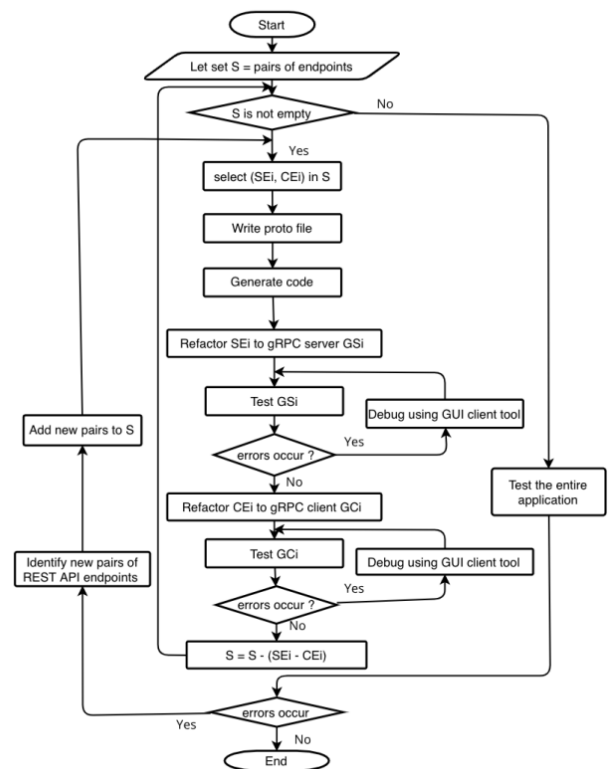 Start
Let set S = pairs of endpoints
S is not empty
No
Yes
select (SEi, CEi) in S
Write proto file
Generate code
Refactor SEi to gRPC server GSi
Test GSi
Debug using GUI client tool
Add new pairs to S
errors occur ?
Yes
No
Test the entire
application
Refactor CEi to gRPC client GCi
Test GCi
Debug using GUI client tool
Identify new pairs of
REST API endpoints
Yes
errors occur ?
No
S = S - (SEi - CEi)
errors occur
Yes
No
End